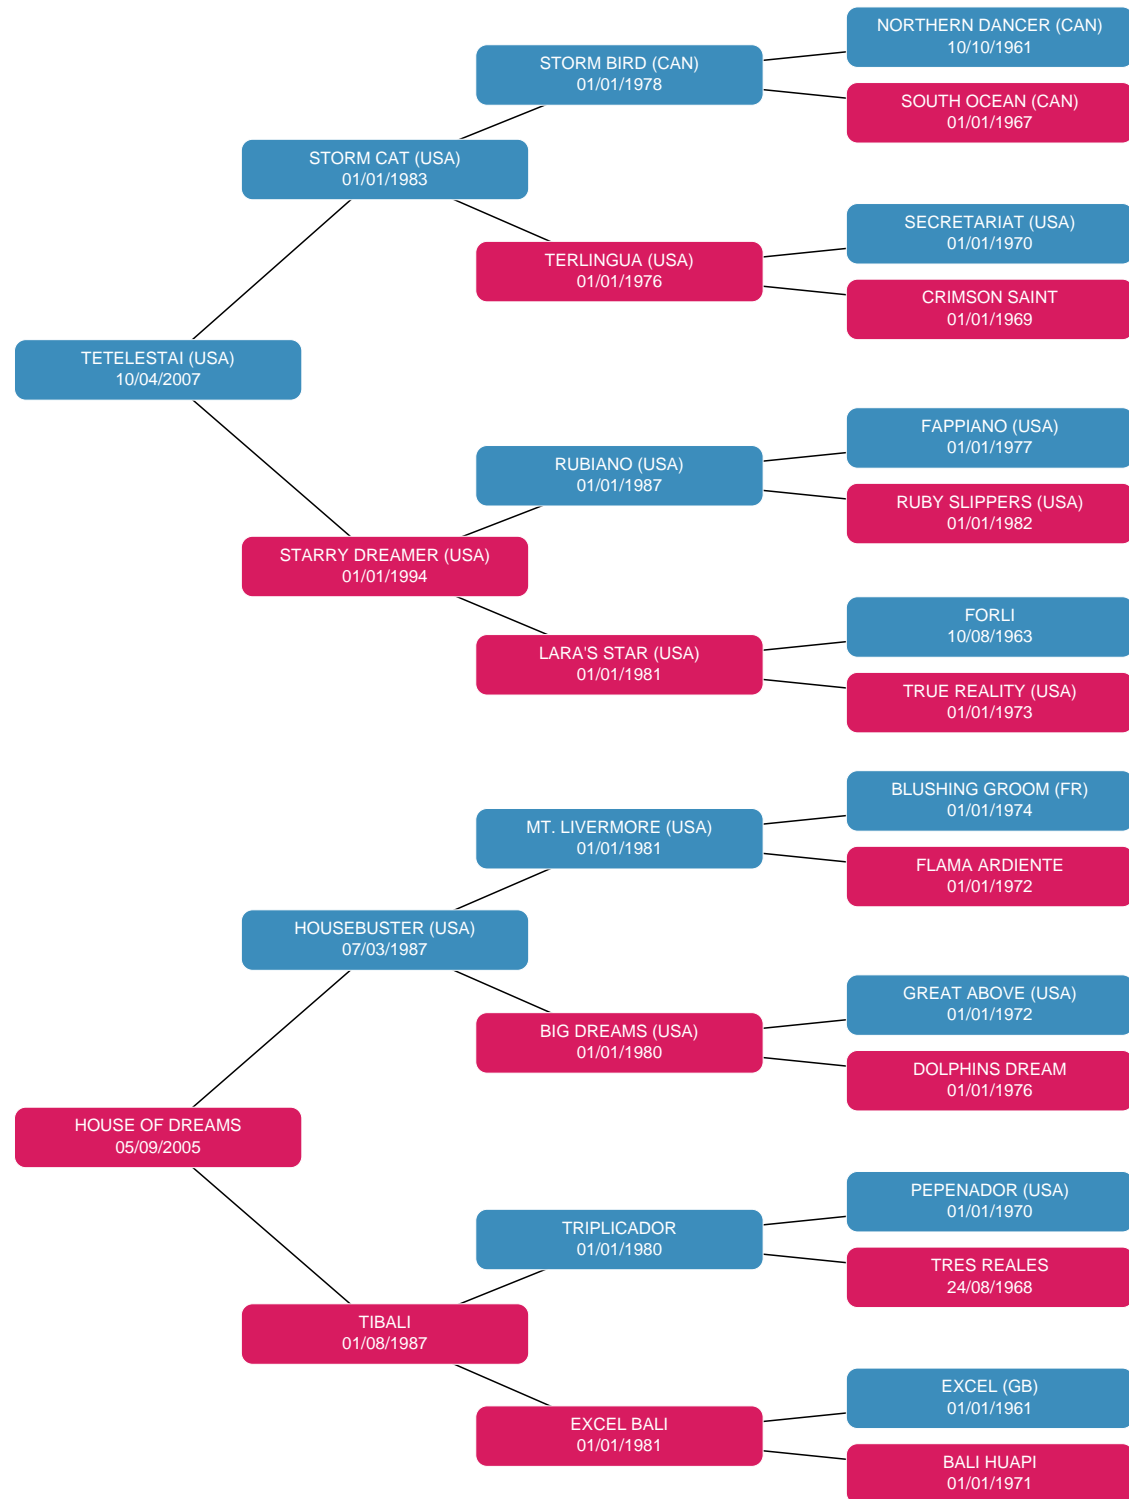 NORTHERN DANCER (CAN)
10/10/1961
STORM BIRD (CAN)
01/01/1978
SOUTH OCEAN (CAN)
01/01/1967
STORM CAT (USA)
01/01/1983
SECRETARIAT (USA)
01/01/1970
TERLINGUA (USA)
01/01/1976
CRIMSON SAINT
01/01/1969
TETELESTAI (USA)
10/04/2007
FAPPIANO (USA)
01/01/1977
RUBIANO (USA)
01/01/1987
RUBY SLIPPERS (USA)
01/01/1982
STARRY DREAMER (USA)
01/01/1994
FORLI
10/08/1963
LARA'S STAR (USA)
01/01/1981
TRUE REALITY (USA)
01/01/1973
BLUSHING GROOM (FR)
01/01/1974
MT. LIVERMORE (USA)
01/01/1981
FLAMA ARDIENTE
01/01/1972
HOUSEBUSTER (USA)
07/03/1987
GREAT ABOVE (USA)
01/01/1972
BIG DREAMS (USA)
01/01/1980
DOLPHINS DREAM
01/01/1976
HOUSE OF DREAMS
05/09/2005
PEPENADOR (USA)
01/01/1970
TRIPLICADOR
01/01/1980
TRES REALES
24/08/1968
TIBALI
01/08/1987
EXCEL (GB)
01/01/1961
EXCEL BALI
01/01/1981
BALI HUAPI
01/01/1971